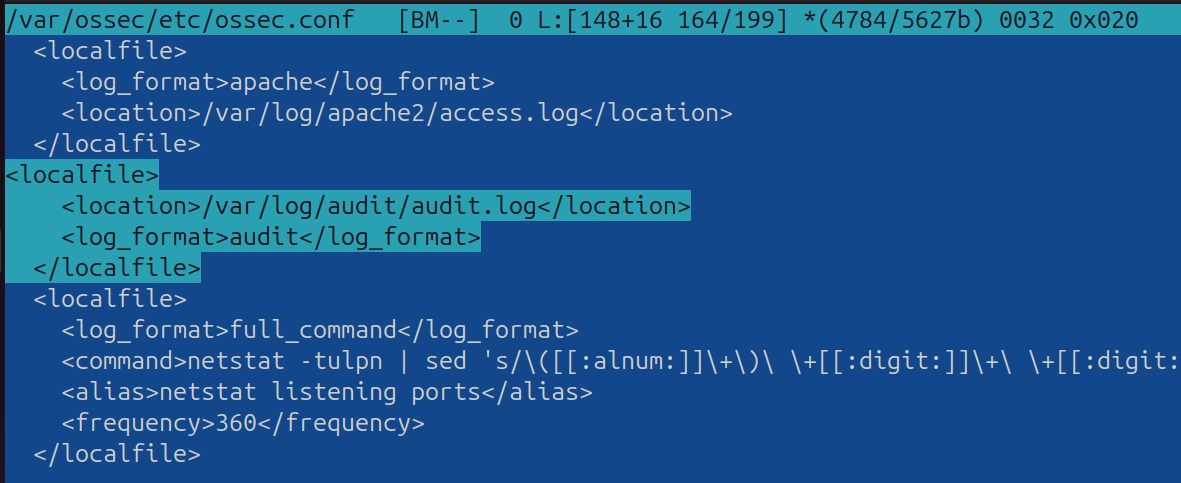 /var/ossec/etc/ossec.conf   [BM--]  0 L:[148+16 164/199] *(4784/5627b) 0032 0x020
  <localfile>
    <log_format>apache</log_format>
    <location>/var/log/apache2/access.log</location>
  </localfile>
<localfile>
    <location>/var/log/audit/audit.log</location>
    <log_format>audit</log_format>
  </localfile>
  <localfile>
    <log_format>full_command</log_format>
    <command>netstat -tulpn | sed 's/\([[:alnum:]]\+\)\ \+[[:digit:]]\+\ \+[[:digit:
    <alias>netstat listening ports</alias>
    <frequency>360</frequency>
  </localfile>